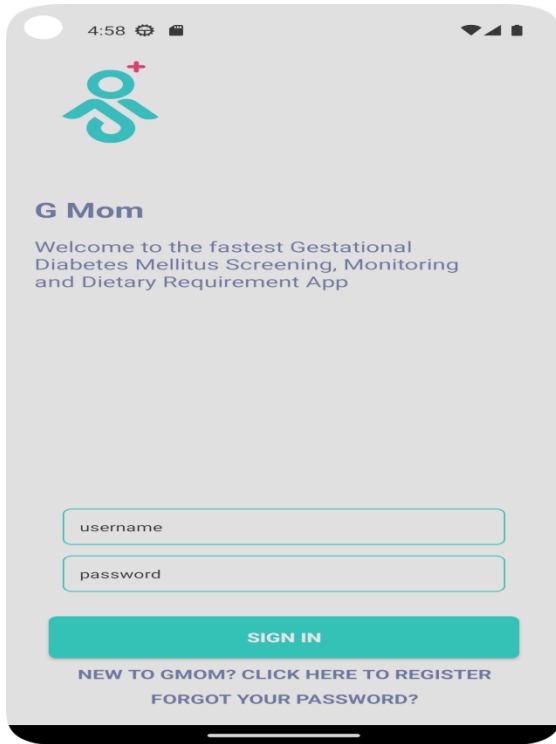 4:58
G Mom
Welcome to the fastest Gestational
Diabetes Mellitus Screening, Monitoring
and Dietary Requirement App
username
password
SIGN IN
NEW TO GMOM? CLICK HERE TO REGISTER
FORGOT YOUR PASSWORD?